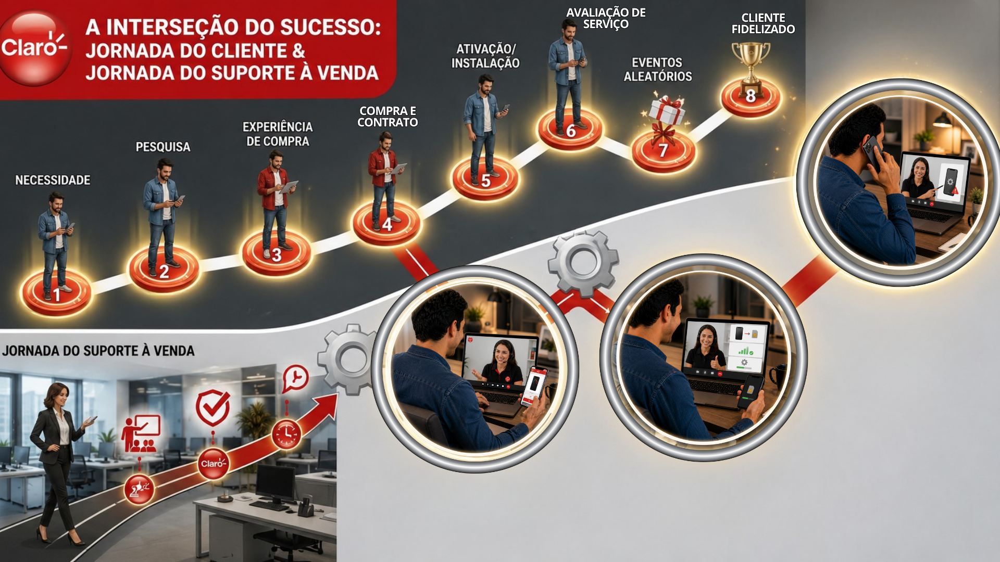 Claro
A INTERSEÇÃO DO SUCESSO:
JORNADA DO CLIENTE &
JORNADA DO SUPORTE À VENDA
NECESSIDADE
1
PESQUISA
2
EXPERIÊNCIA
DE COMPRA
3
COMPRA E
CONTRATO
4
ATIVAÇÃO/
INSTALAÇÃO
5
AVALIAÇÃO DE
SERVIÇO
6
EVENTOS
ALEATÓRIOS
7
CLIENTE
FIDELIZADO
8
JORNADA DO SUPORTE À VENDA
Claro